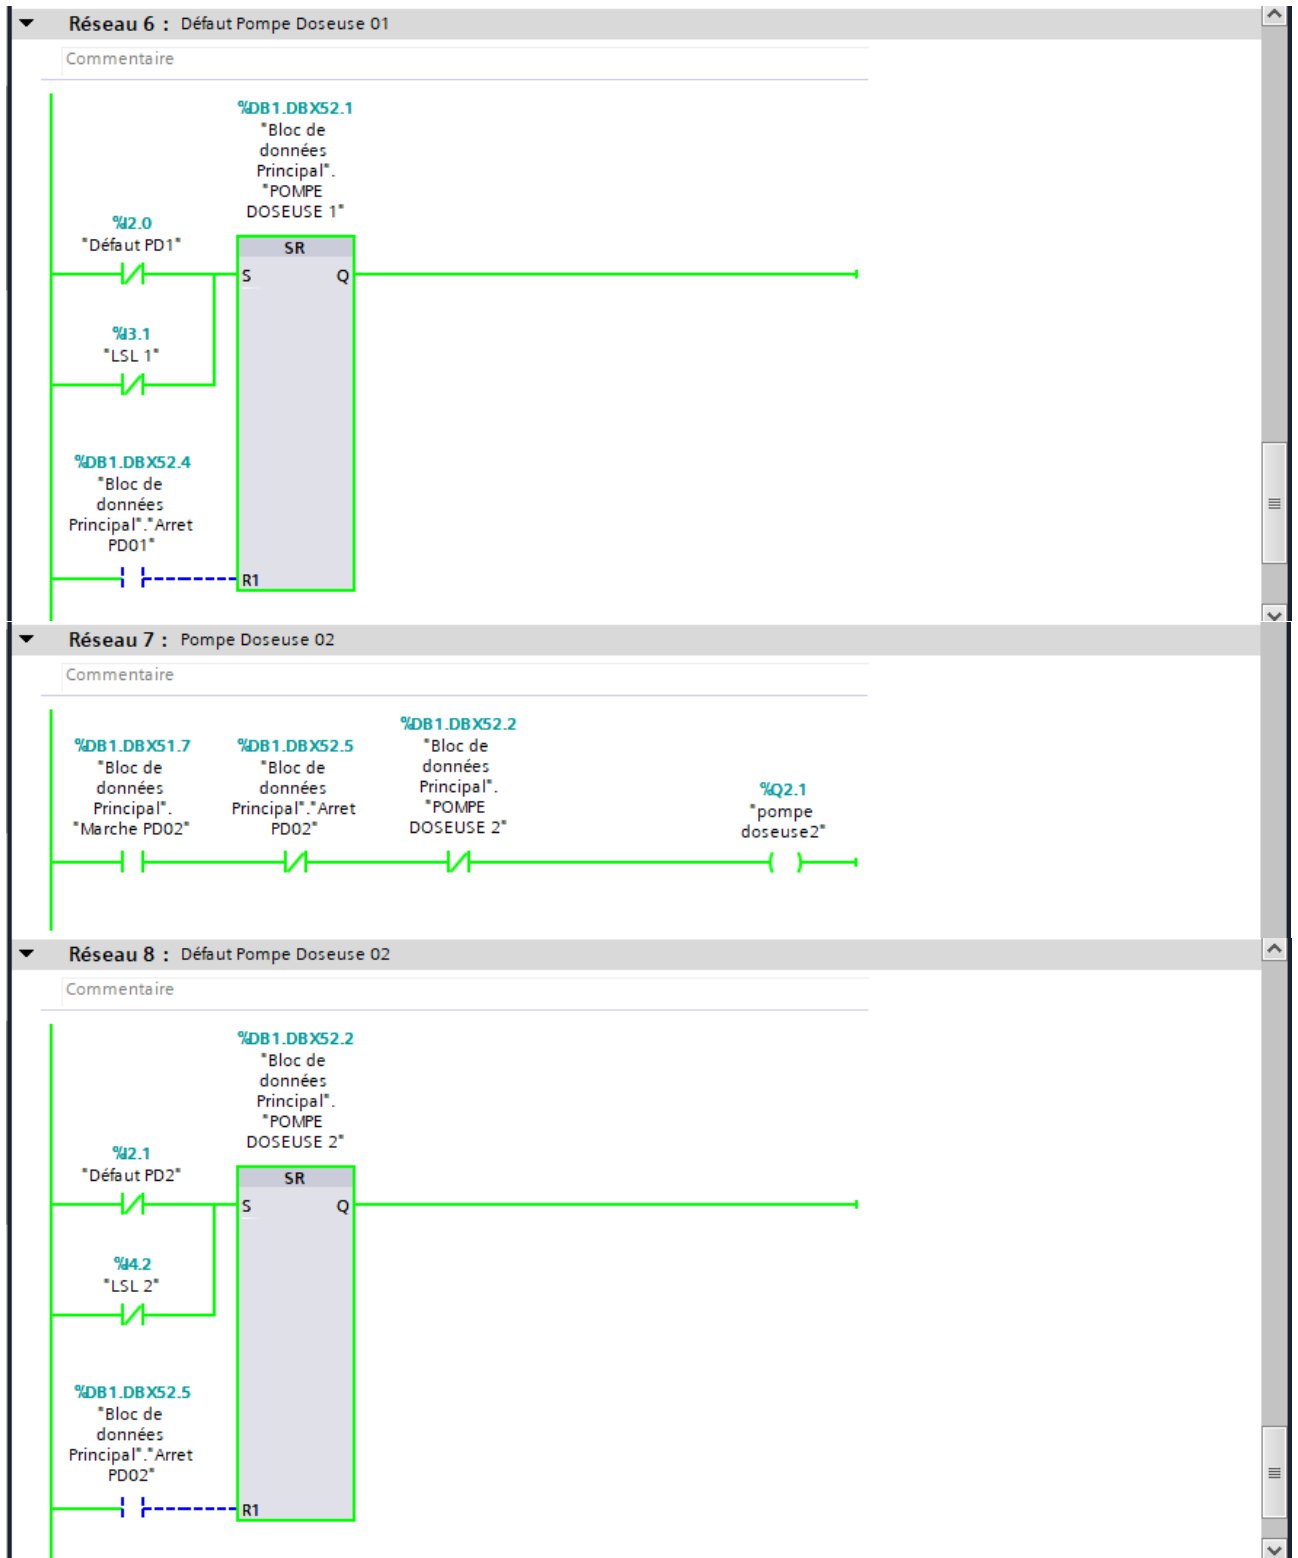 Réseau 6 : Défaut Pompe Doseuse 01
Commentaire
%DB1.DBX52.1
"Bloc de
données
Principal".
"POMPE
DOSEUSE 1"
%I2.0
"Défaut PD1"
SR
S Q
%I3.1
"LSL 1"
%DB1.DBX52.4
"Bloc de
données
Principal"."Arret
PD01"
R1
Réseau 7 : Pompe Doseuse 02
Commentaire
%DB1.DBX51.7
"Bloc de
données
Principal".
"Marche PD02"
%DB1.DBX52.5
"Bloc de
données
Principal"."Arret
PD02"
%DB1.DBX52.2
"Bloc de
données
Principal".
"POMPE
DOSEUSE 2"
%Q2.1
"pompe
doseuse2"
Réseau 8 : Défaut Pompe Doseuse 02
Commentaire
%DB1.DBX52.2
"Bloc de
données
Principal".
"POMPE
DOSEUSE 2"
%I2.1
"Défaut PD2"
SR
S Q
%I4.2
"LSL 2"
%DB1.DBX52.5
"Bloc de
données
Principal"."Arret
PD02"
R1